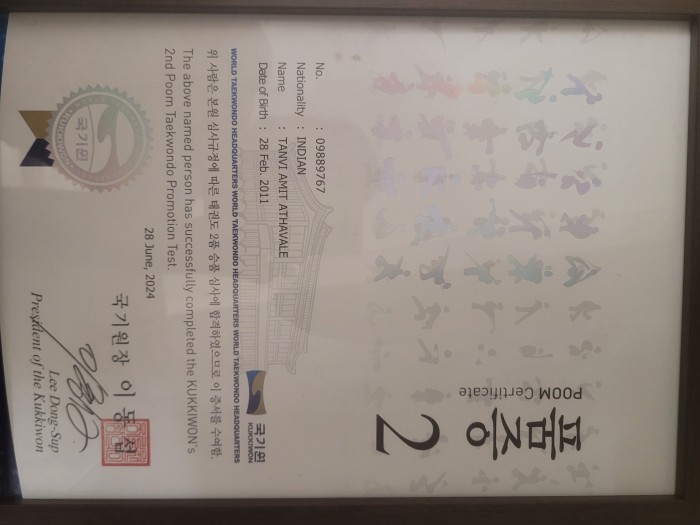 품증
POOM Certificate
2
No. : 09889767
Nationality : INDIAN
Name : TANVI AMIT ATHAVALE
Date of Birth : 28 Feb. 2011
국기원
KUKKIWON
WORLD TAEKWONDO HEADQUARTERS WORLD TAEKWONDO HEADQUARTERS WORLD TAEKWONDO HEADQUARTERS
위 사람은 본원 심사규정에 따른 태권도 2품 승품 심사에 합격하였으므로 이 증서를 수여함.
The above named person has successfully completed the KUKKIWON's
2nd Poom Taekwondo Promotion Test.
28 June, 2024
국기원
국기원장 이 동 섭
Lee Dong-Sup
President of the Kukkiwon